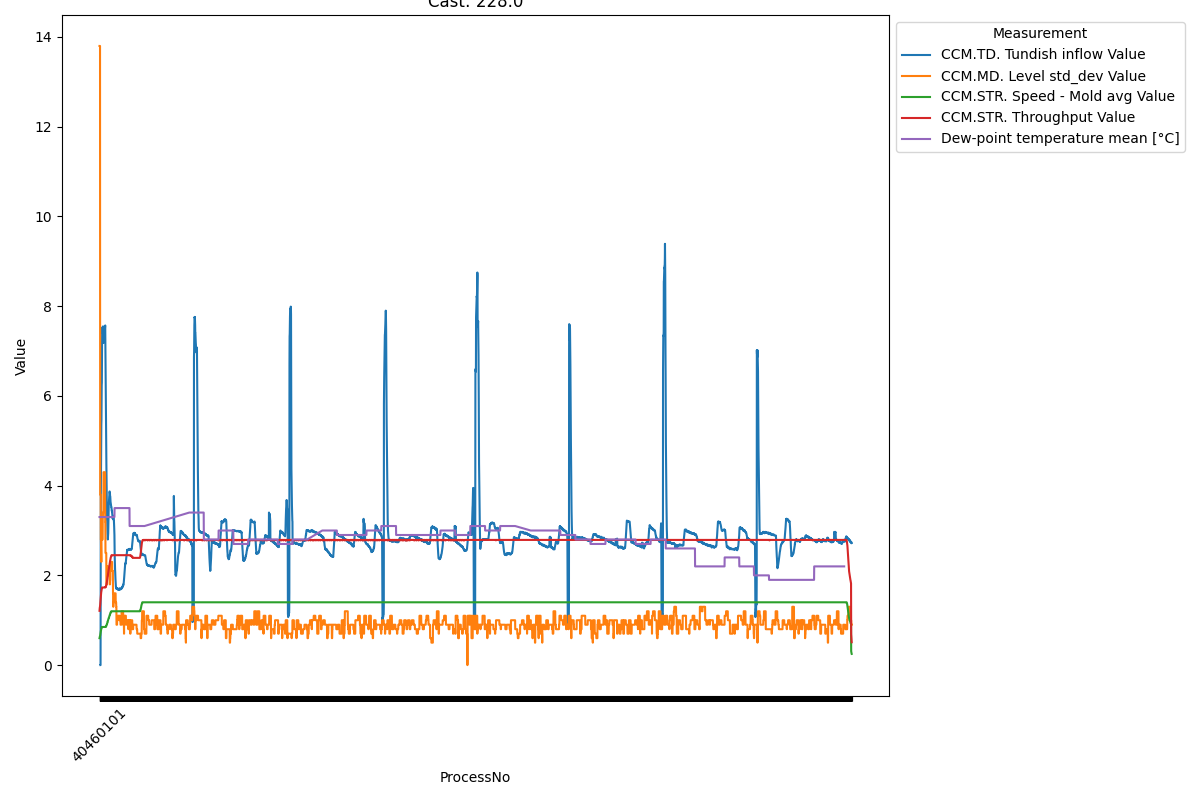 Cast: 228.0
14
12
10
8
6
4
2
0
Value
40460101
ProcessNo
Measurement
CCM.TD. Tundish inflow Value
CCM.MD. Level std_dev Value
CCM.STR. Speed - Mold avg Value
CCM.STR. Throughput Value
Dew-point temperature mean [°C]